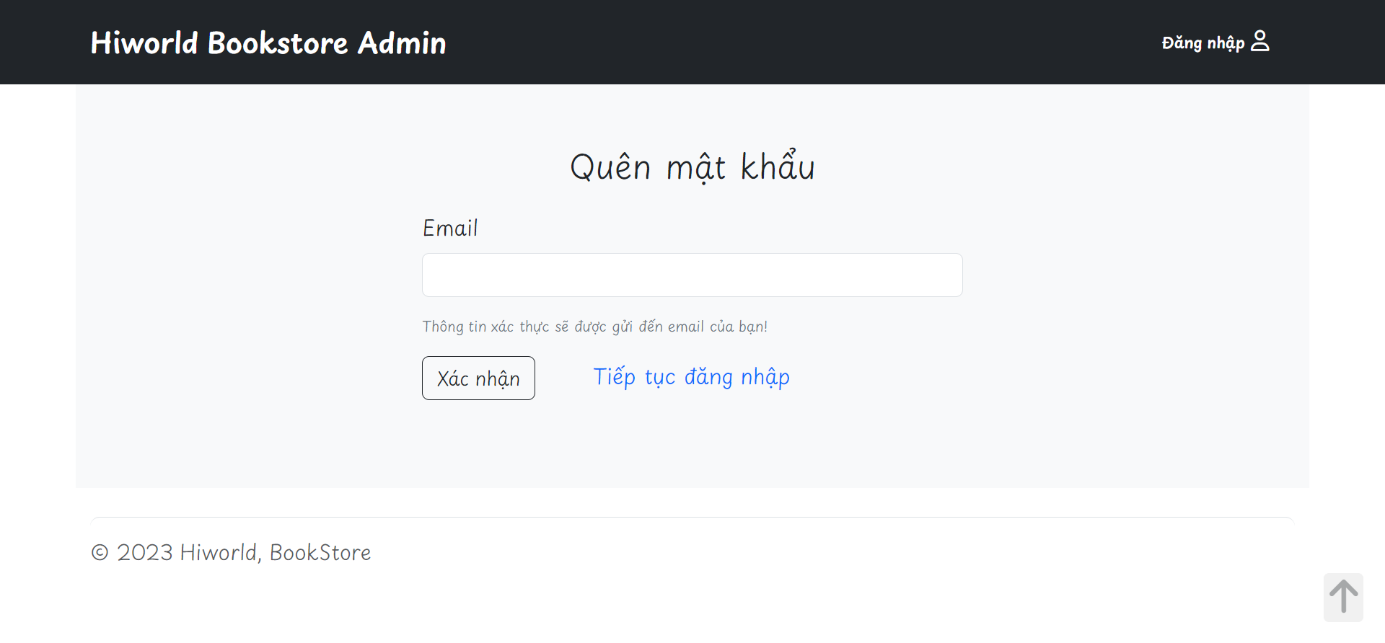 Hiworld Bookstore Admin
Đăng nhập
Quên mật khẩu
Email
Thông tin xác thực sẽ được gửi đến email của bạn!
Xác nhận
Tiếp tục đăng nhập
© 2023 Hiworld, BookStore